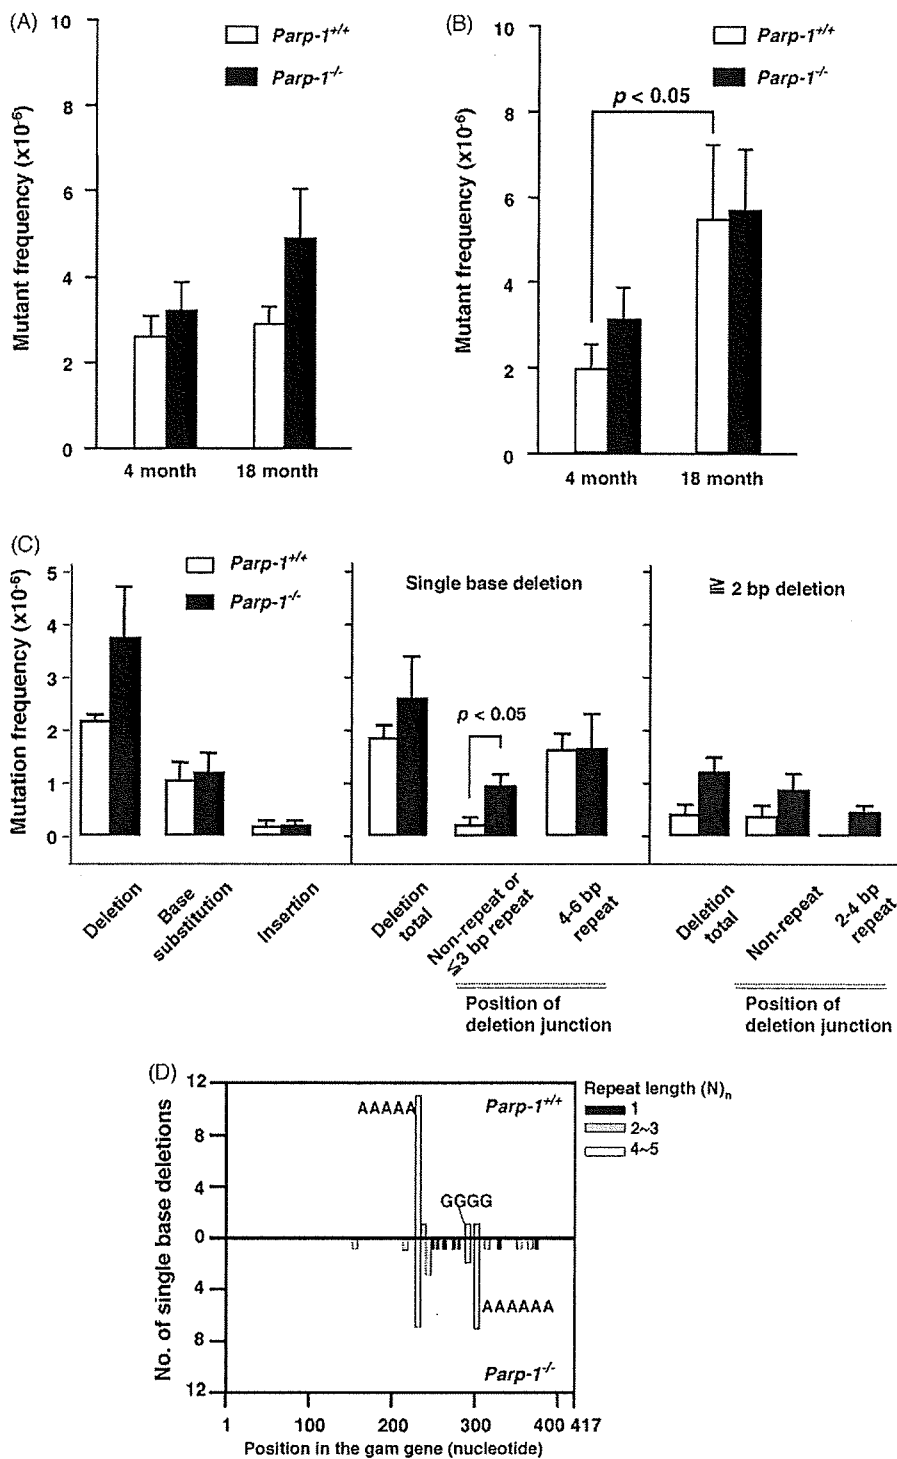 (A)
10
8
6
4
2
0
Mutant frequency (x10-6)
Parp-1+/+
Parp-1-/-
4 month
18 month
(B)
10
8
6
4
2
0
Mutant frequency (x10-6)
Parp-1+/+
Parp-1-/-
p < 0.05
4 month
18 month
(C)
5
4
3
2
1
0
Mutation frequency (x10-6)
Parp-1+/+
Parp-1-/-
Deletion
Base
substitution
Insertion
Single base deletion
p < 0.05
Deletion
total
Non-repeat or
≦3 bp repeat
4-6 bp
repeat
Position of
deletion junction
≧ 2 bp deletion
Deletion
total
Non-repeat
2-4 bp
repeat
Position of
deletion junction
(D)
12
8
4
0
4
8
12
No. of single base deletions
AAAAA
Parp-1+/+
GGGG
AAAAAA
Parp-1-/-
Repeat length (N)n
1
2~3
4~5
1
100
200
300
400
417
Position in the gam gene (nucleotide)